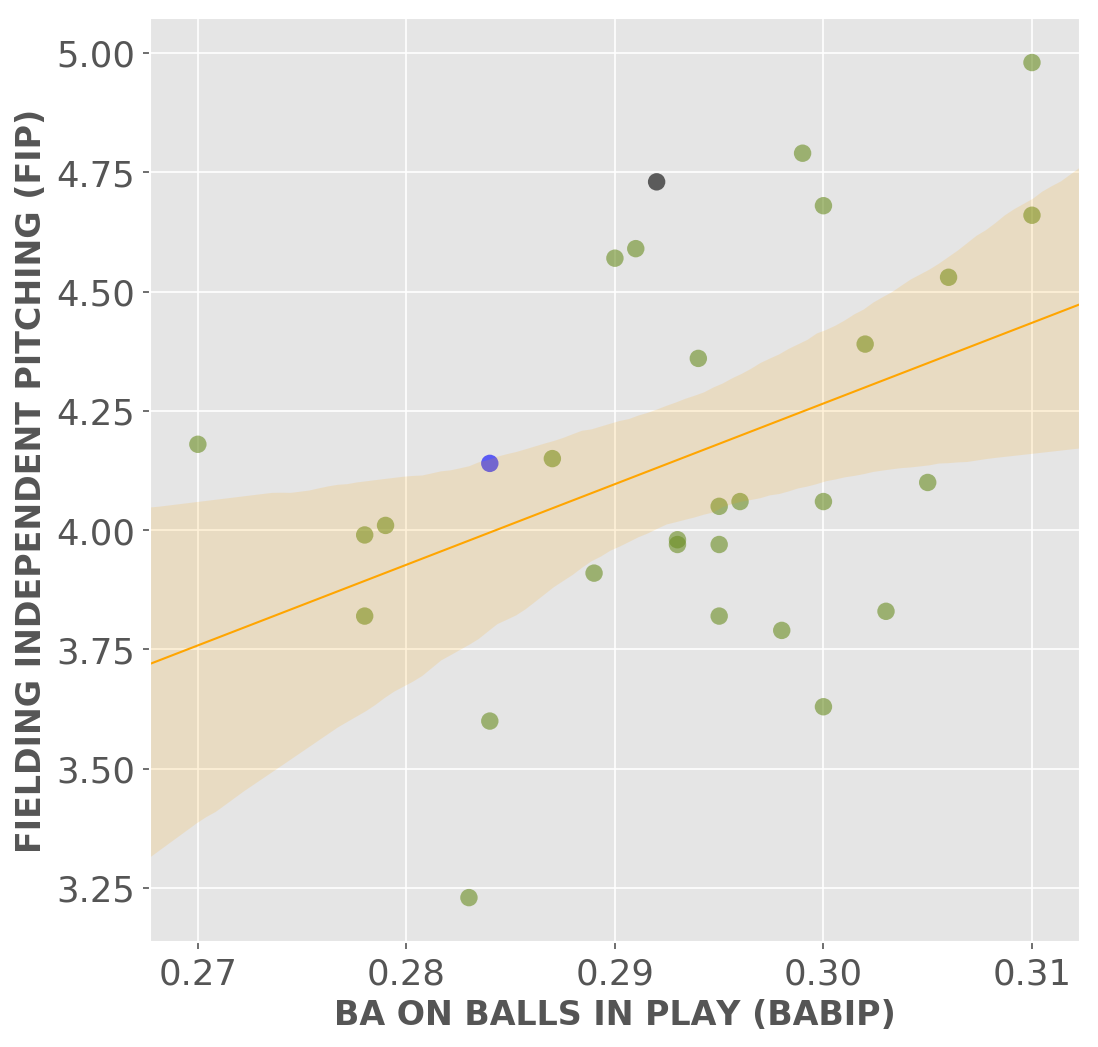 FIELDING INDEPENDENT PITCHING (FIP)
5.00
4.75
4.50
4.25
4.00
3.75
3.50
3.25
0.27 0.28 0.29 0.30 0.31
BA ON BALLS IN PLAY (BABIP)